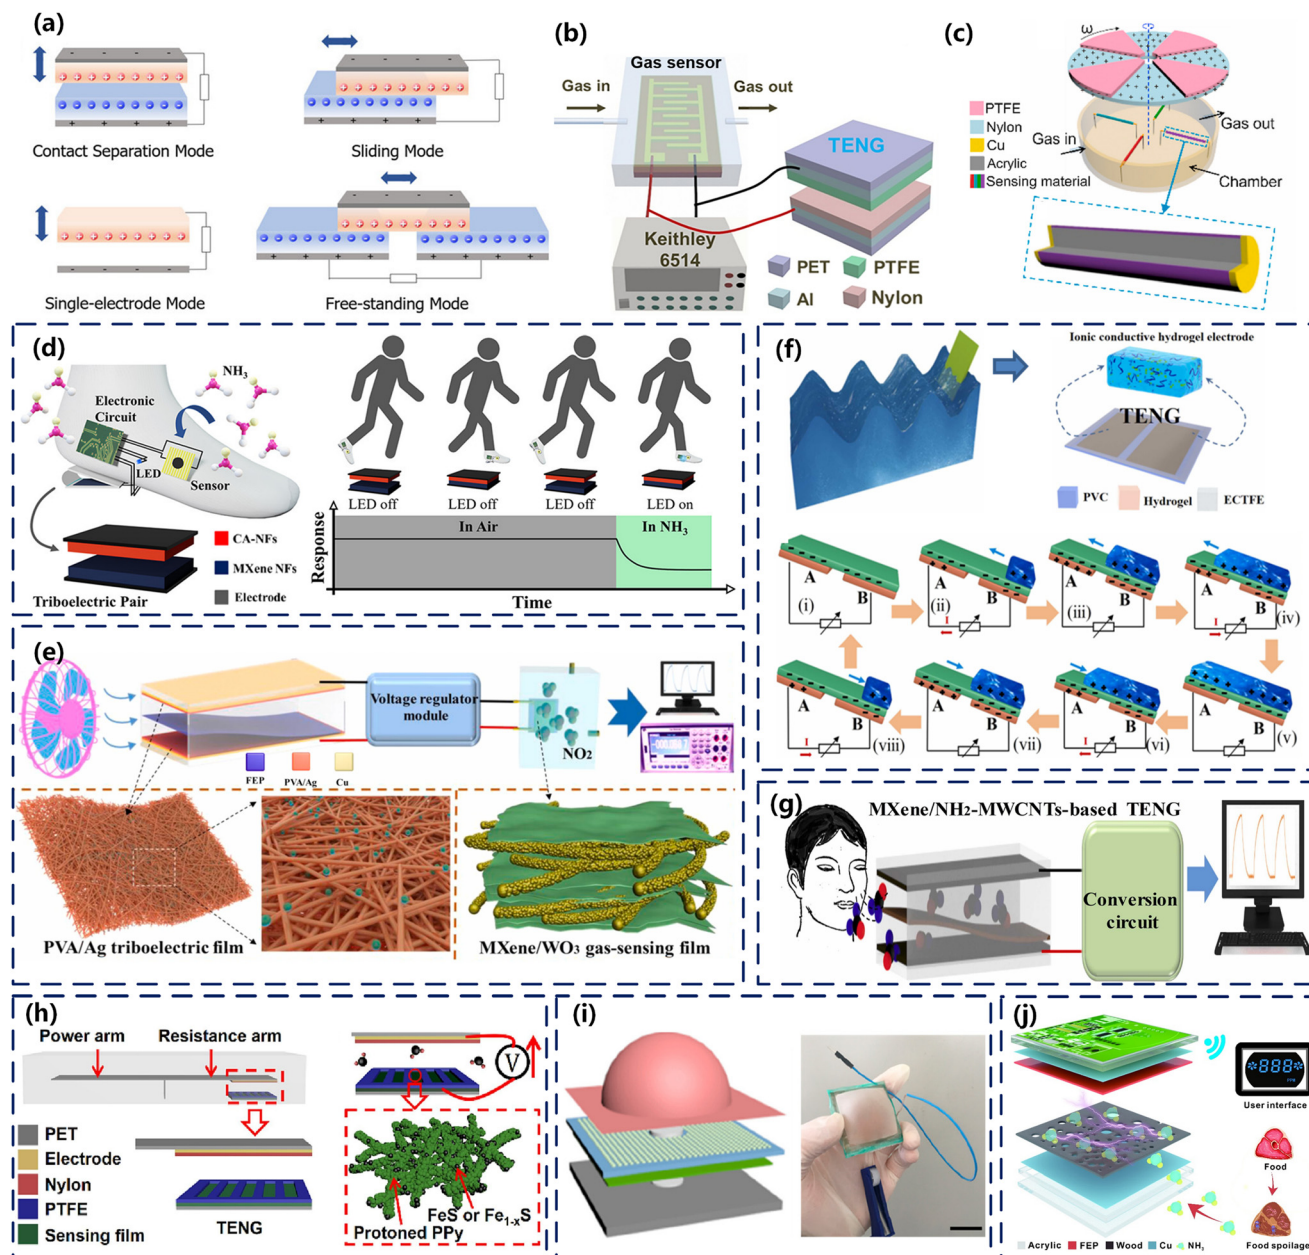 (a)
Contact Separation Mode
Sliding Mode
Single-electrode Mode
Free-standing Mode
(b)
Gas sensor
Gas in
Gas out
TENG
Keithley
6514
PET
PTFE
Al
Nylon
(c)
ω
PTFE
Nylon
Cu
Acrylic
Sensing material
Gas in
Gas out
Chamber
(d)
NH3
Electronic
Circuit
LED
Sensor
CA-NFs
MXene NFs
Electrode
Triboelectric Pair
LED off
LED off
LED off
LED on
In Air
In NH3
Response
Time
(e)
Voltage regulator
module
NO2
FEP
PVA/Ag
Cu
PVA/Ag triboelectric film
MXene/WO3 gas-sensing film
(f)
Ionic conductive hydrogel electrode
TENG
PVC
Hydrogel
ECTFE
A
B
(i)
A
B
I
(ii)
A
B
(iii)
A
B
I
(iv)
A
B
I
(viii)
A
B
(vii)
A
B
I
(vi)
A
B
(v)
(g)
MXene/NH2-MWCNTs-based TENG
Conversion
circuit
(h)
Power arm
Resistance arm
V
PET
Electrode
Nylon
PTFE
Sensing film
TENG
FeS or Fe1-xS
Protoned PPy
(i)
(j)
User interface
Food
Food spoilage
Acrylic
FEP
Wood
Cu
NH3